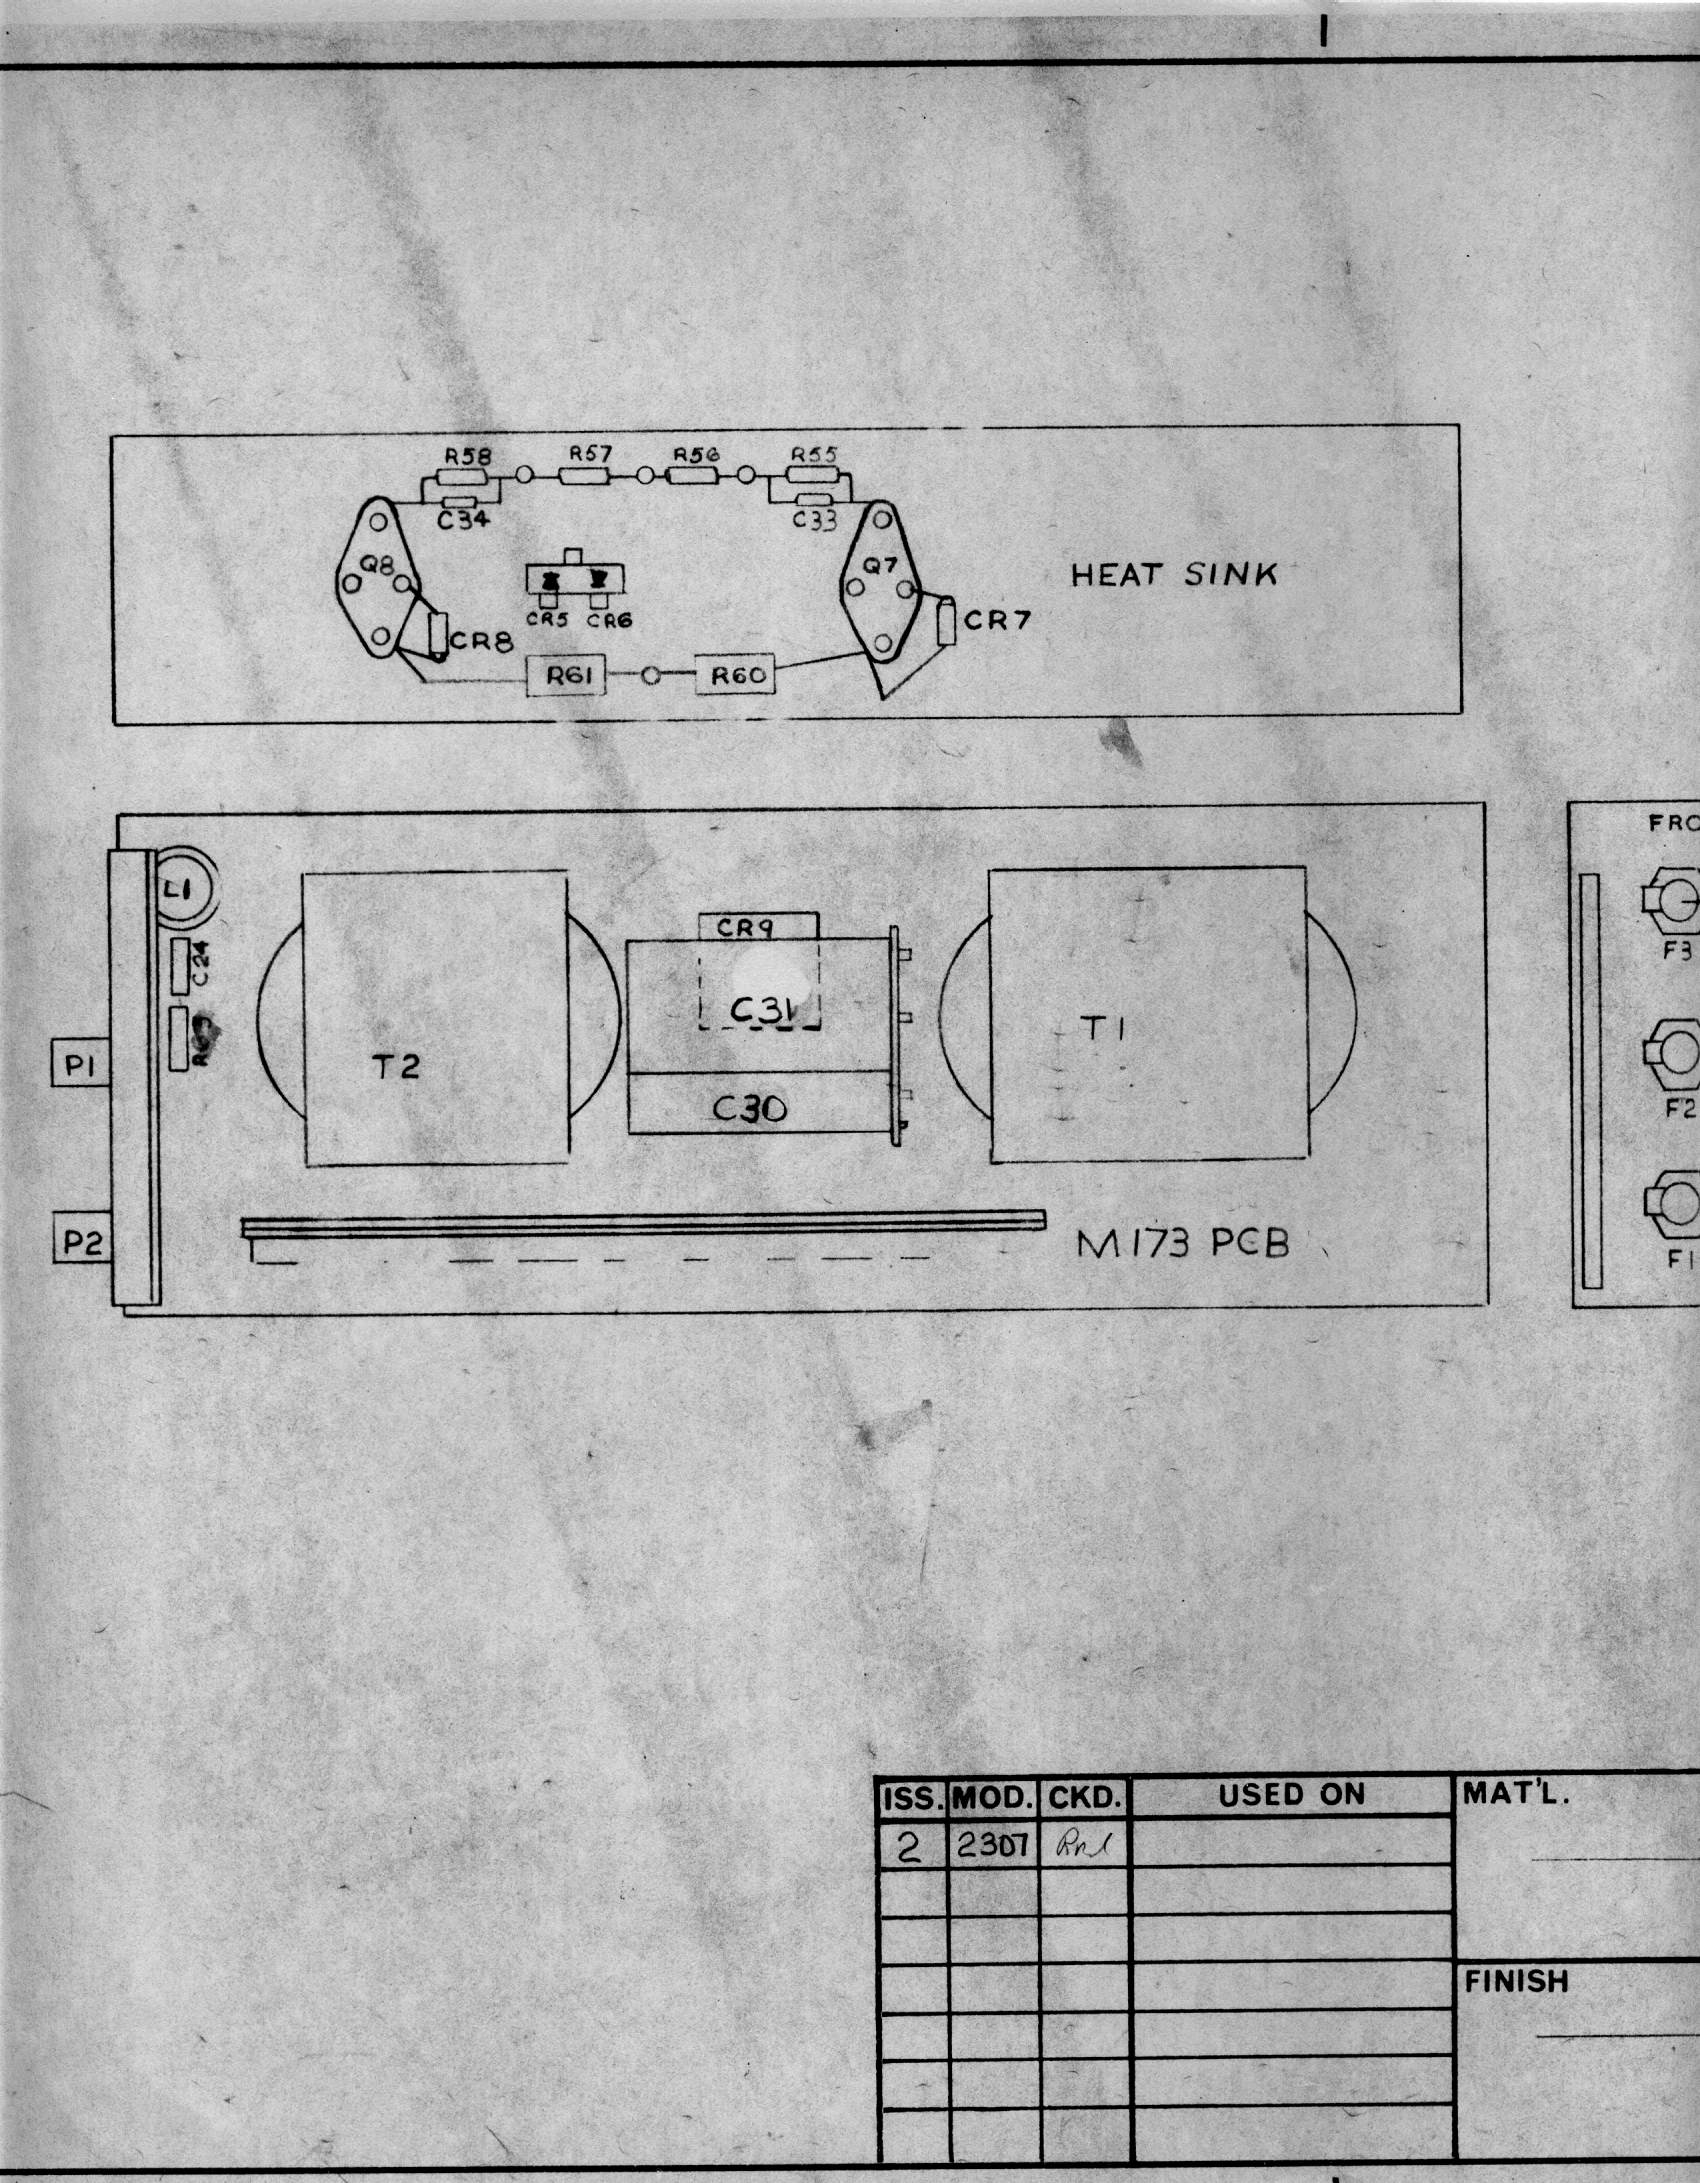 R58 R57 R56 R55
C34 C33
Q8 Q7
HEAT SINK
CR5 CR6
CR8 CR7
R61 R60
FRO
L1
C24
CR9
F3
C31
T1
P1
T2
C30
F2
P2
M173 PCB
F1
ISS. MOD. CKD. USED ON MAT'L.
2 2307
FINISH